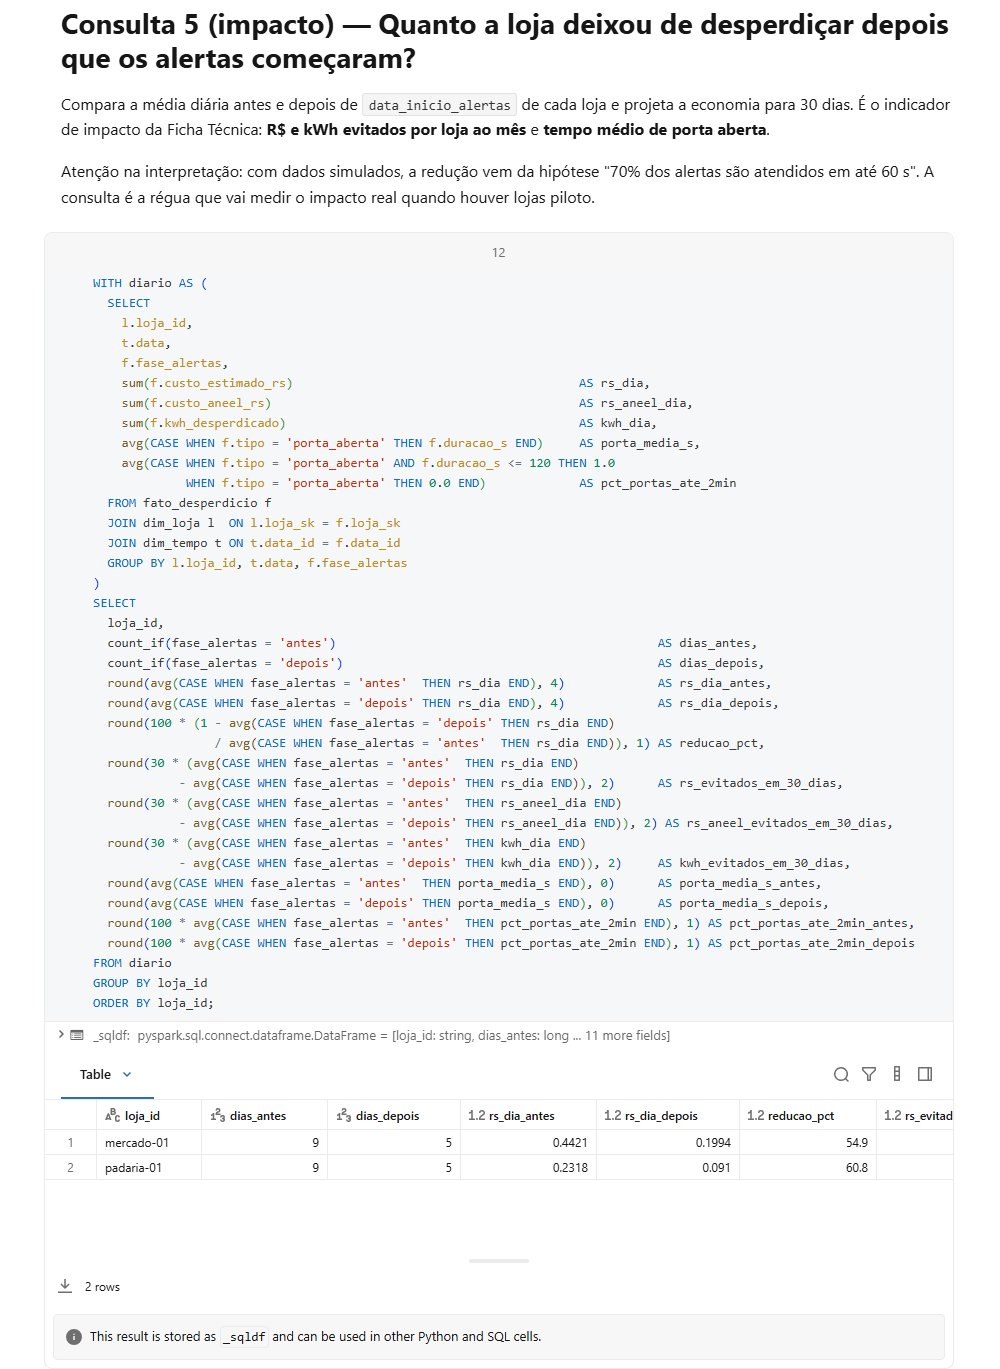 Consulta 5 (impacto) — Quanto a loja deixou de desperdiçar depois
que os alertas começaram?
Compara a média diária antes e depois de data_inicio_alertas de cada loja e projeta a economia para 30 dias. É o indicador
de impacto da Ficha Técnica: R$ e kWh evitados por loja ao mês e tempo médio de porta aberta.
Atenção na interpretação: com dados simulados, a redução vem da hipótese "70% dos alertas são atendidos em até 60 s". A
consulta é a régua que vai medir o impacto real quando houver lojas piloto.
12
WITH diario AS (
  SELECT
    l.loja_id,
    t.data,
    f.fase_alertas,
    sum(f.custo_estimado_rs) AS rs_dia,
    sum(f.custo_aneel_rs) AS rs_aneel_dia,
    sum(f.kwh_desperdicado) AS kwh_dia,
    avg(CASE WHEN f.tipo = 'porta_aberta' THEN f.duracao_s END) AS porta_media_s,
    avg(CASE WHEN f.tipo = 'porta_aberta' AND f.duracao_s <= 120 THEN 1.0
             WHEN f.tipo = 'porta_aberta' THEN 0.0 END) AS pct_portas_ate_2min
  FROM fato_desperdicio f
  JOIN dim_loja l  ON l.loja_sk = f.loja_sk
  JOIN dim_tempo t ON t.data_id = f.data_id
  GROUP BY l.loja_id, t.data, f.fase_alertas
)
SELECT
  loja_id,
  count_if(fase_alertas = 'antes') AS dias_antes,
  count_if(fase_alertas = 'depois') AS dias_depois,
  round(avg(CASE WHEN fase_alertas = 'antes'  THEN rs_dia END), 4) AS rs_dia_antes,
  round(avg(CASE WHEN fase_alertas = 'depois' THEN rs_dia END), 4) AS rs_dia_depois,
  round(100 * (1 - avg(CASE WHEN fase_alertas = 'depois' THEN rs_dia END)
                 / avg(CASE WHEN fase_alertas = 'antes'  THEN rs_dia END)), 1) AS reducao_pct,
  round(30 * (avg(CASE WHEN fase_alertas = 'antes'  THEN rs_dia END)
            - avg(CASE WHEN fase_alertas = 'depois' THEN rs_dia END)), 2) AS rs_evitados_em_30_dias,
  round(30 * (avg(CASE WHEN fase_alertas = 'antes'  THEN rs_aneel_dia END)
            - avg(CASE WHEN fase_alertas = 'depois' THEN rs_aneel_dia END)), 2) AS rs_aneel_evitados_em_30_dias,
  round(30 * (avg(CASE WHEN fase_alertas = 'antes'  THEN kwh_dia END)
            - avg(CASE WHEN fase_alertas = 'depois' THEN kwh_dia END)), 2) AS kwh_evitados_em_30_dias,
  round(avg(CASE WHEN fase_alertas = 'antes'  THEN porta_media_s END), 0) AS porta_media_s_antes,
  round(avg(CASE WHEN fase_alertas = 'depois' THEN porta_media_s END), 0) AS porta_media_s_depois,
  round(100 * avg(CASE WHEN fase_alertas = 'antes'  THEN pct_portas_ate_2min END), 1) AS pct_portas_ate_2min_antes,
  round(100 * avg(CASE WHEN fase_alertas = 'depois' THEN pct_portas_ate_2min END), 1) AS pct_portas_ate_2min_depois
FROM diario
GROUP BY loja_id
ORDER BY loja_id;
_sqldf: pyspark.sql.connect.dataframe.DataFrame = [loja_id: string, dias_antes: long ... 11 more fields]
Table
ABC loja_id 123 dias_antes 123 dias_depois 1.2 rs_dia_antes 1.2 rs_dia_depois 1.2 reducao_pct 1.2 rs_evitad
1 mercado-01 9 5 0.4421 0.1994 54.9
2 padaria-01 9 5 0.2318 0.091 60.8
2 rows
This result is stored as _sqldf and can be used in other Python and SQL cells.